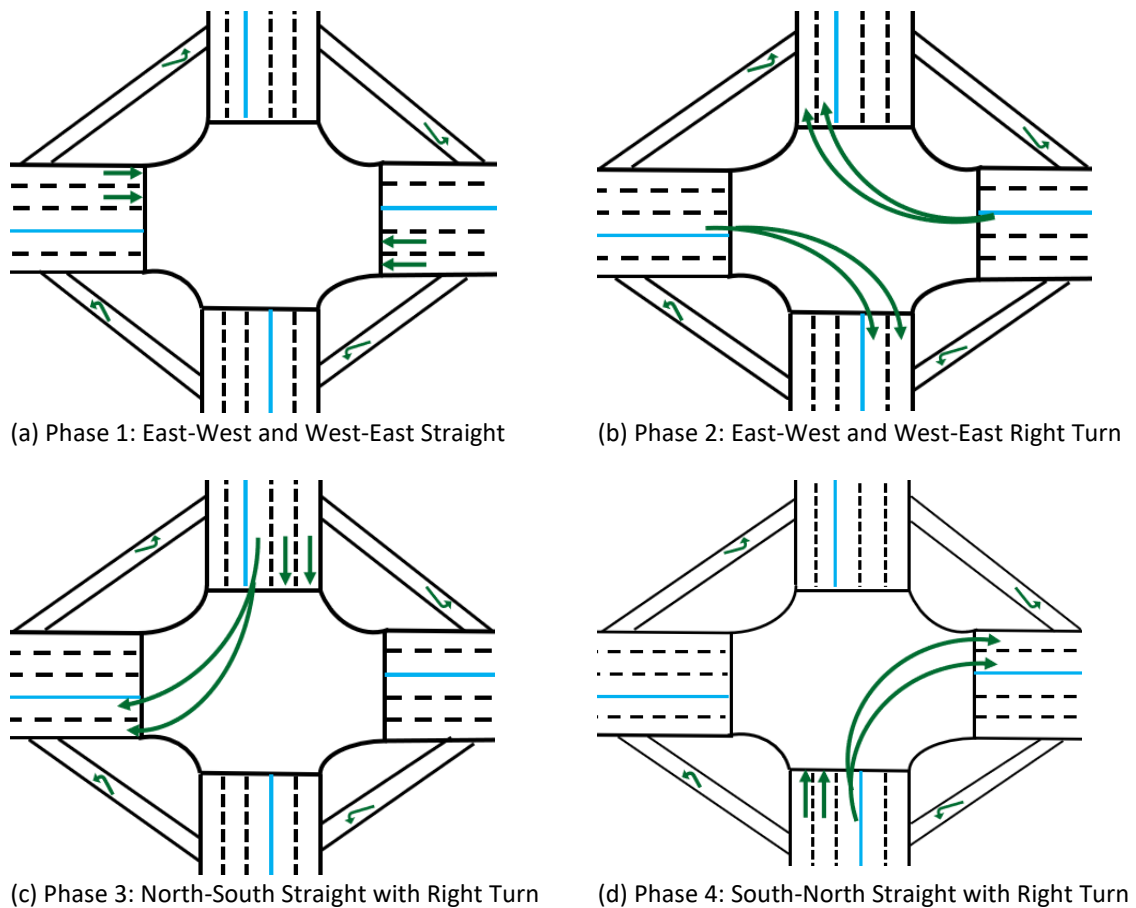 (a) Phase 1: East-West and West-East Straight
(b) Phase 2: East-West and West-East Right Turn
(c) Phase 3: North-South Straight with Right Turn
(d) Phase 4: South-North Straight with Right Turn